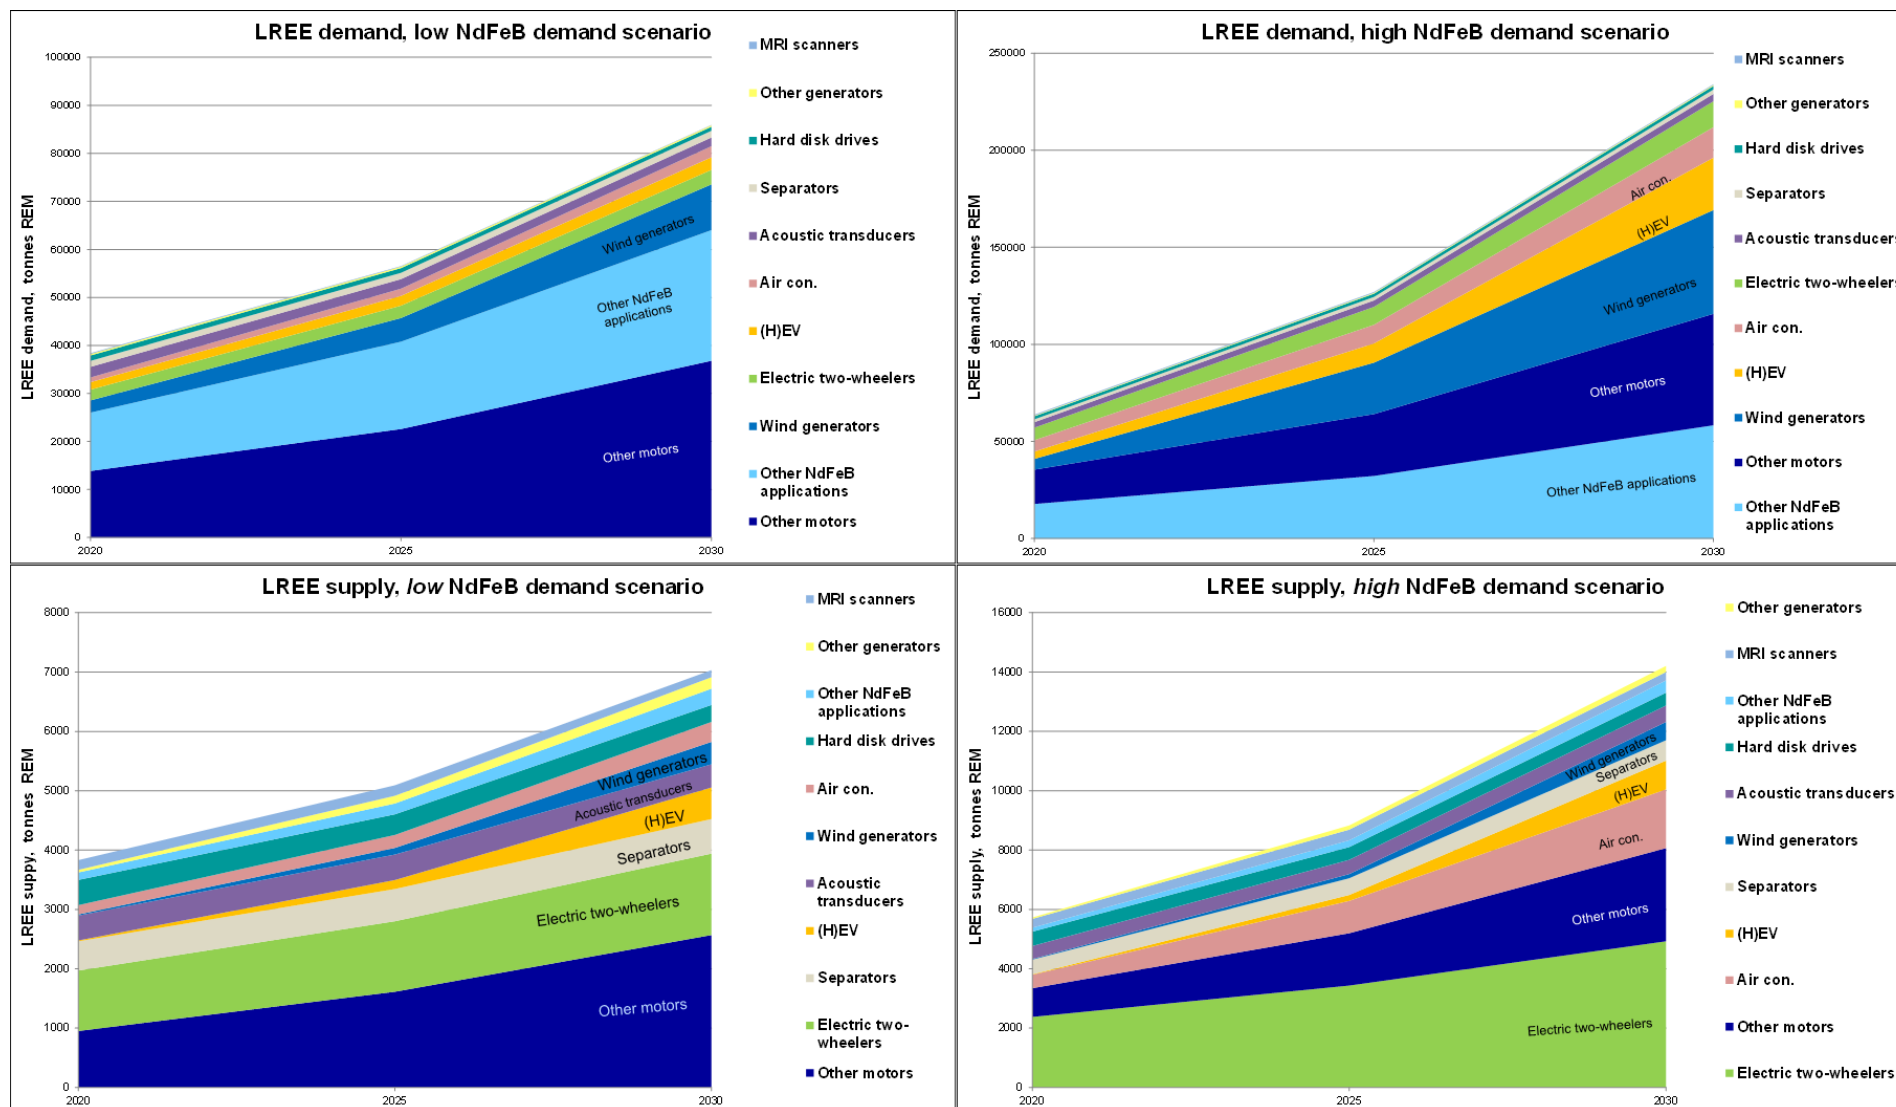 LREE demand, low NdFeB demand scenario
LREE demand, tonnes REM
100000
90000
80000
70000
60000
50000
40000
30000
20000
10000
0
2020
2025
2030
Wind generators
Other NdFeB
applications
Other motors
MRI scanners
Other generators
Hard disk drives
Separators
Acoustic transducers
Air con.
(H)EV
Electric two-wheelers
Wind generators
Other NdFeB
applications
Other motors
LREE demand, high NdFeB demand scenario
LREE demand, tonnes REM
250000
200000
150000
100000
50000
0
2020
2025
2030
Air con.
(H)EV
Wind generators
Other motors
Other NdFeB applications
MRI scanners
Other generators
Hard disk drives
Separators
Acoustic transducers
Electric two-wheelers
Air con.
(H)EV
Wind generators
Other motors
Other NdFeB
applications
LREE supply, low NdFeB demand scenario
LREE supply, tonnes REM
8000
7000
6000
5000
4000
3000
2000
1000
0
2020
2025
2030
Wind generators
Acoustic transducers
(H)EV
Separators
Electric two-wheelers
Other motors
MRI scanners
Other generators
Other NdFeB
applications
Hard disk drives
Air con.
Wind generators
Acoustic
transducers
(H)EV
Separators
Electric two-
wheelers
Other motors
LREE supply, high NdFeB demand scenario
LREE supply, tonnes REM
16000
14000
12000
10000
8000
6000
4000
2000
0
2020
2025
2030
Wind generators
Separators
(H)EV
Air con.
Other motors
Electric two-wheelers
Other generators
MRI scanners
Other NdFeB
applications
Hard disk drives
Acoustic transducers
Wind generators
Separators
(H)EV
Air con.
Other motors
Electric two-wheelers